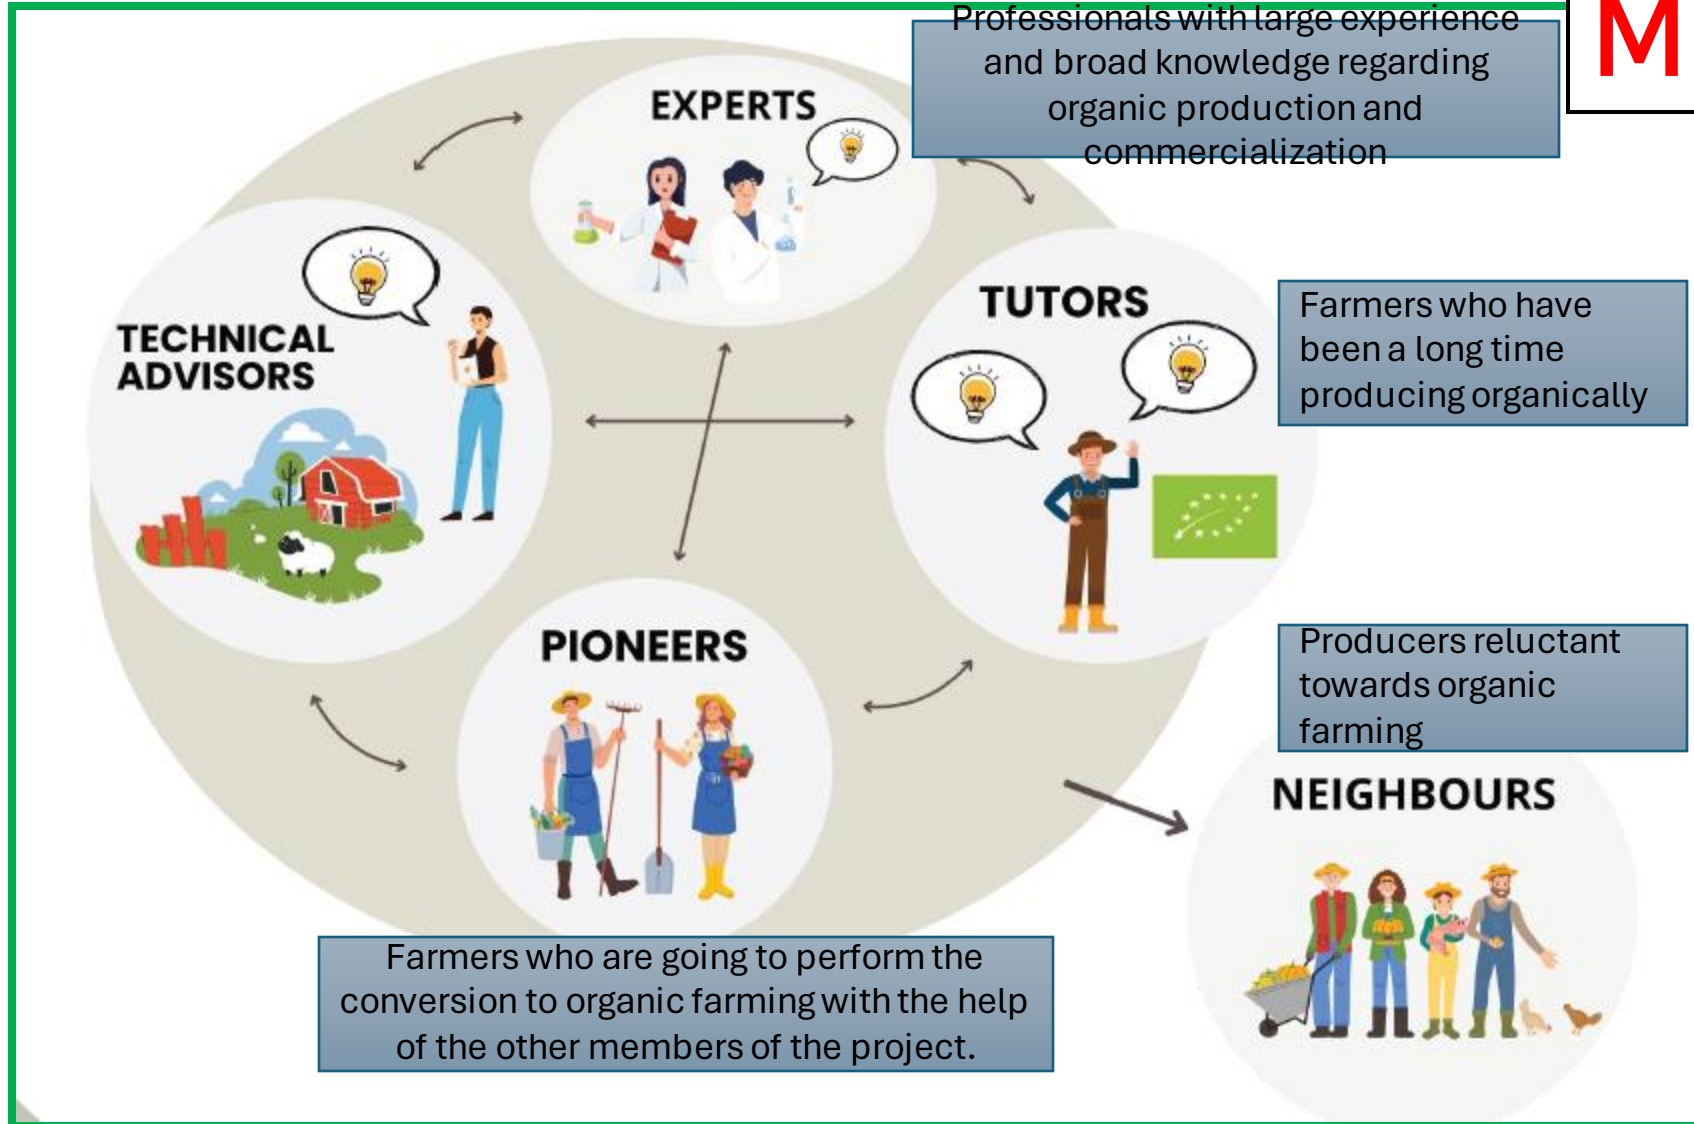 Professionals with large experience
and broad knowledge regarding
organic production and
commercialization
M
EXPERTS
TUTORS
Farmers who have
been a long time
producing organically
TECHNICAL
ADVISORS
PIONEERS
Producers reluctant
towards organic
farming
NEIGHBOURS
Farmers who are going to perform the
conversion to organic farming with the help
of the other members of the project.